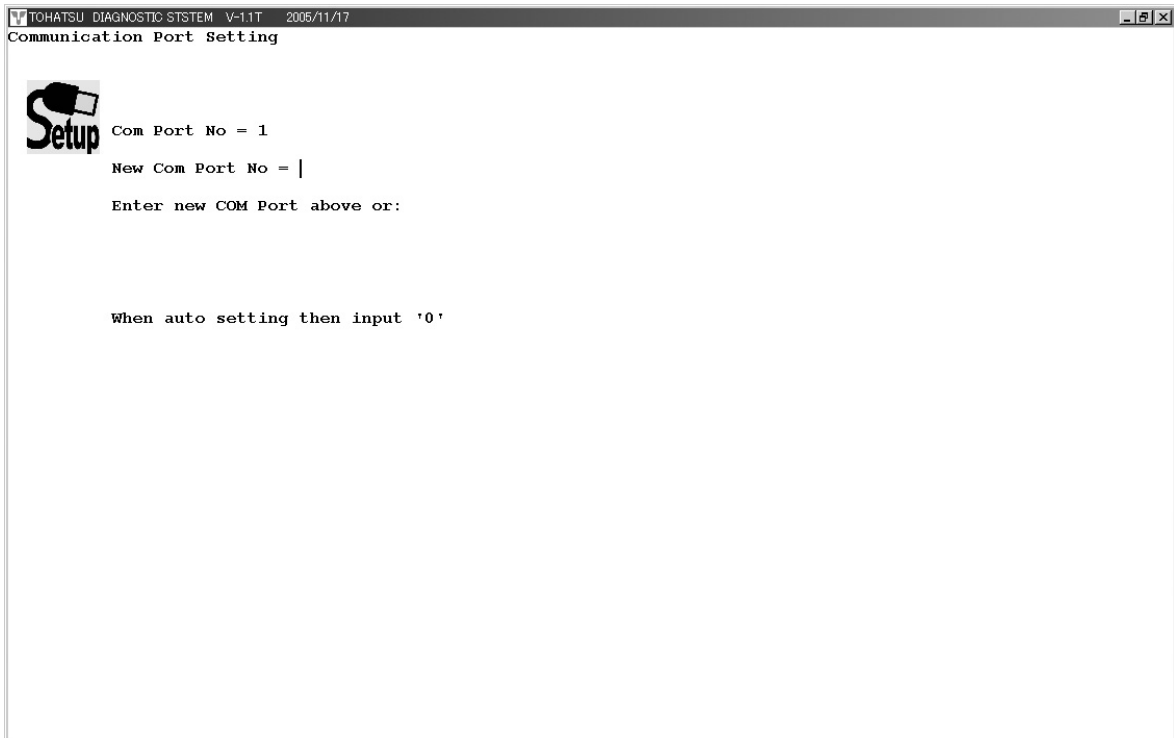 TOHATSU DIAGNOSTIC STSTEM V-1.1T 2005/11/17
Communication Port Setting
Setup
Com Port No = 1
New Com Port No =
Enter new COM Port above or:
When auto setting then input '0'